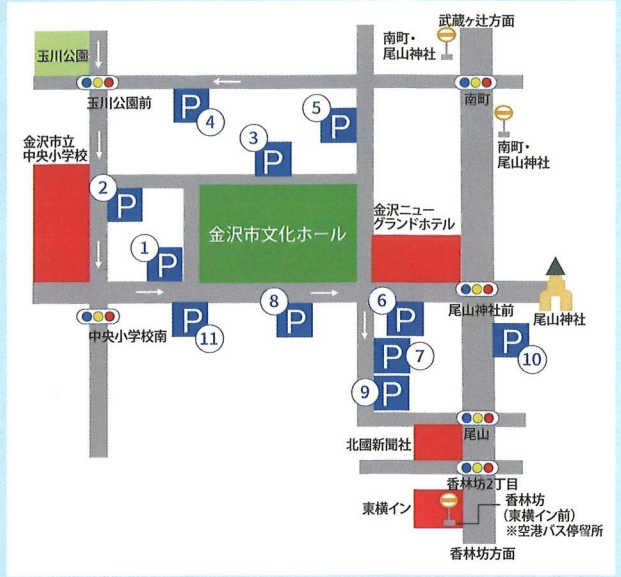 武蔵ヶ辻方面
南町・
尾山神社
玉川公園
玉川公園前
南町
P
4
P
5
P
3
南町・
尾山神社
金沢市立
中央小学校
P
2
P
1
金沢市文化ホール
金沢ニュー
グランドホテル
尾山神社前
尾山神社
中央小学校南
P
11
P
8
P
6
P
7
P
9
P
10
尾山
北國新聞社
香林坊2丁目
東横イン
香林坊
(東横イン前)
※空港バス停留所
香林坊方面